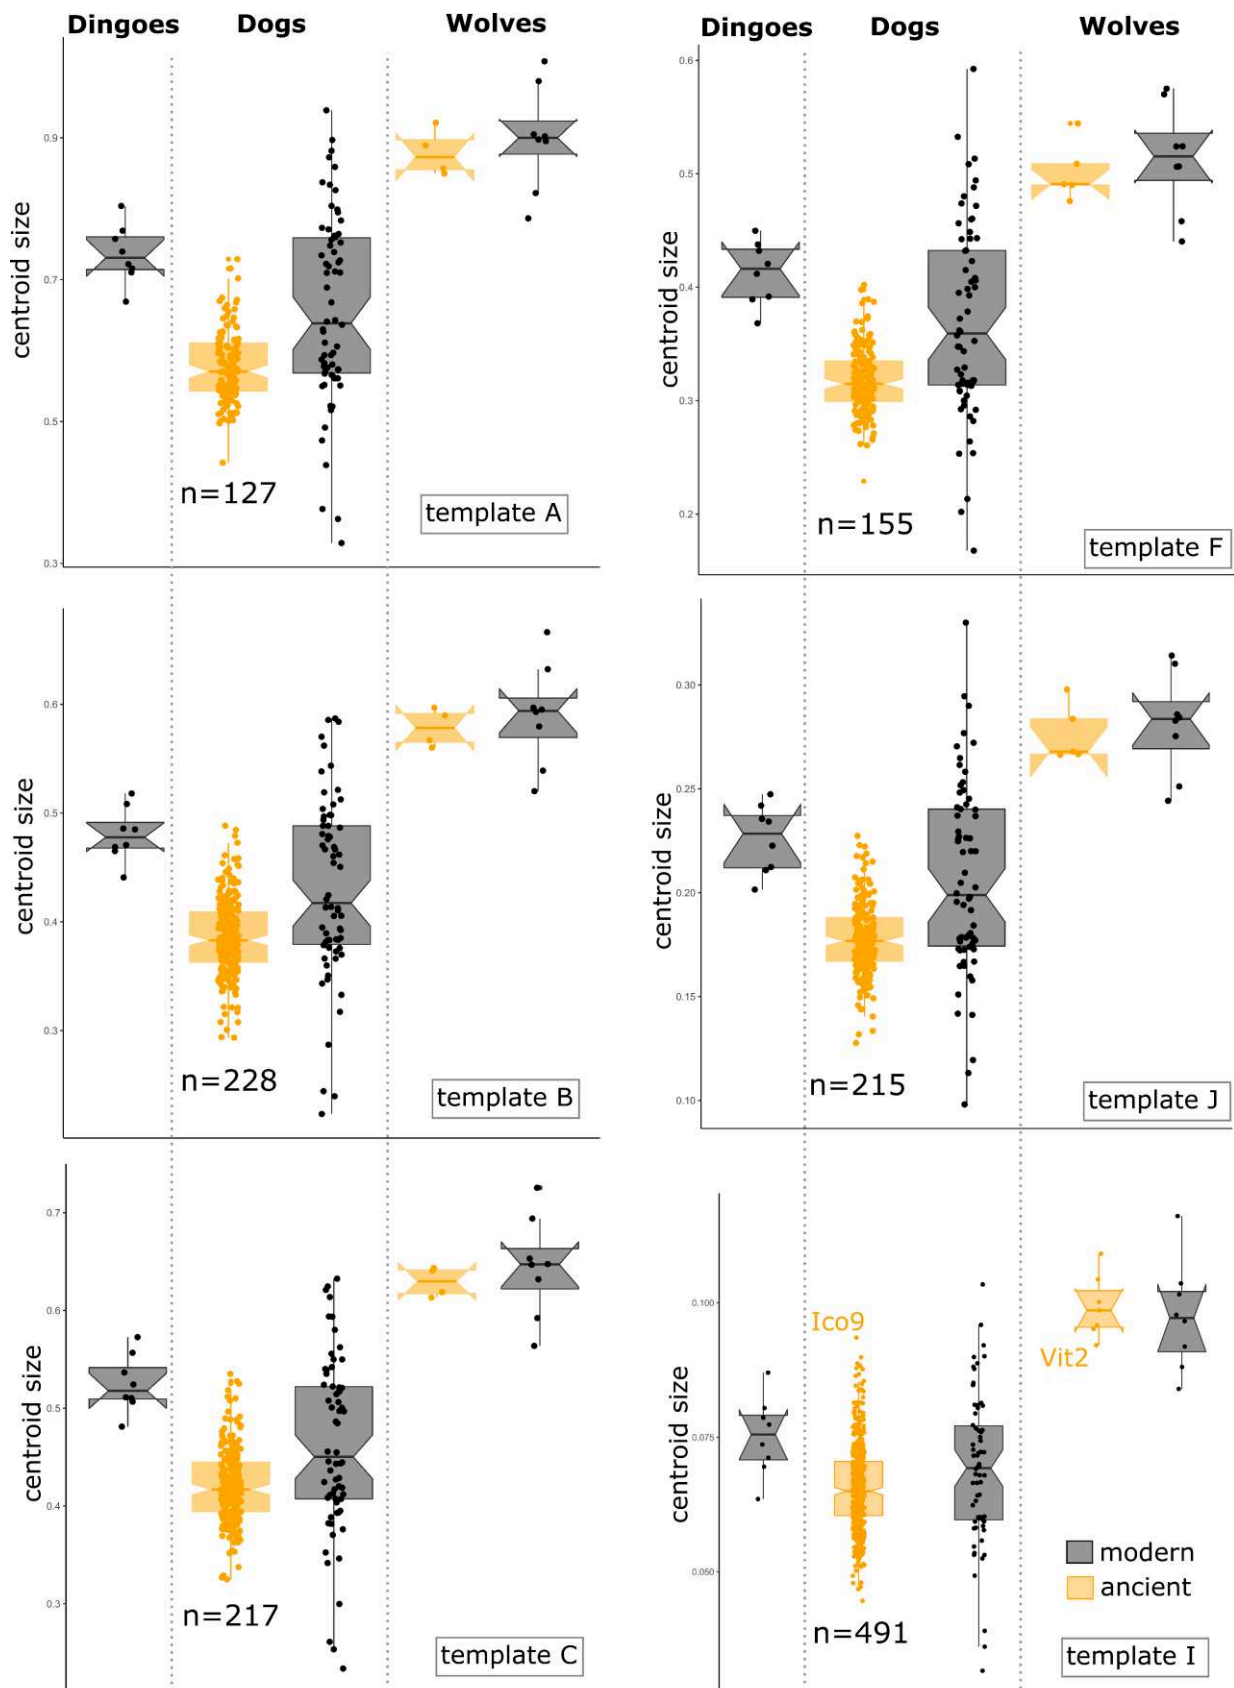 Dingoes Dogs Wolves
centroid size
0.9
0.7
0.5
0.3
n=127
template A
Dingoes Dogs Wolves
centroid size
0.6
0.5
0.4
0.3
0.2
n=155
template F
centroid size
0.6
0.5
0.4
0.3
n=228
template B
centroid size
0.30
0.25
0.20
0.15
0.10
n=215
template J
centroid size
0.7
0.6
0.5
0.4
0.3
n=217
template C
centroid size
0.100
0.075
0.050
Ico9
Vit2
modern
ancient
n=491
template I